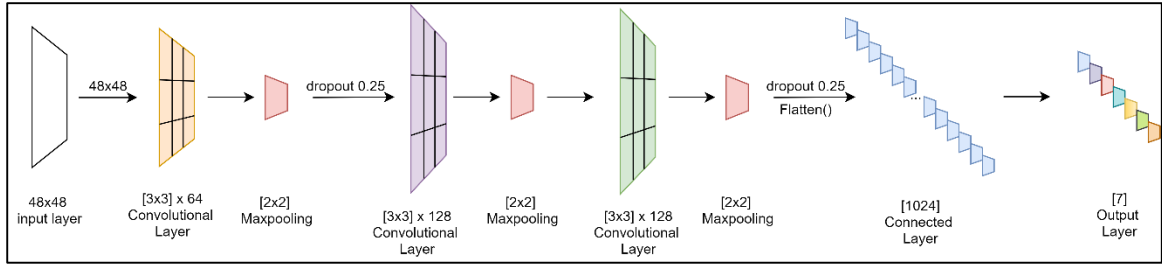 48x48
dropout 0.25
dropout 0.25
Flatten()
...
48x48
input layer
[3x3] x 64
Convolutional
Layer
[2x2]
Maxpooling
[3x3] x 128
Convolutional
Layer
[2x2]
Maxpooling
[3x3] x 128
Convolutional
Layer
[2x2]
Maxpooling
[1024]
Connected
Layer
[7]
Output
Layer